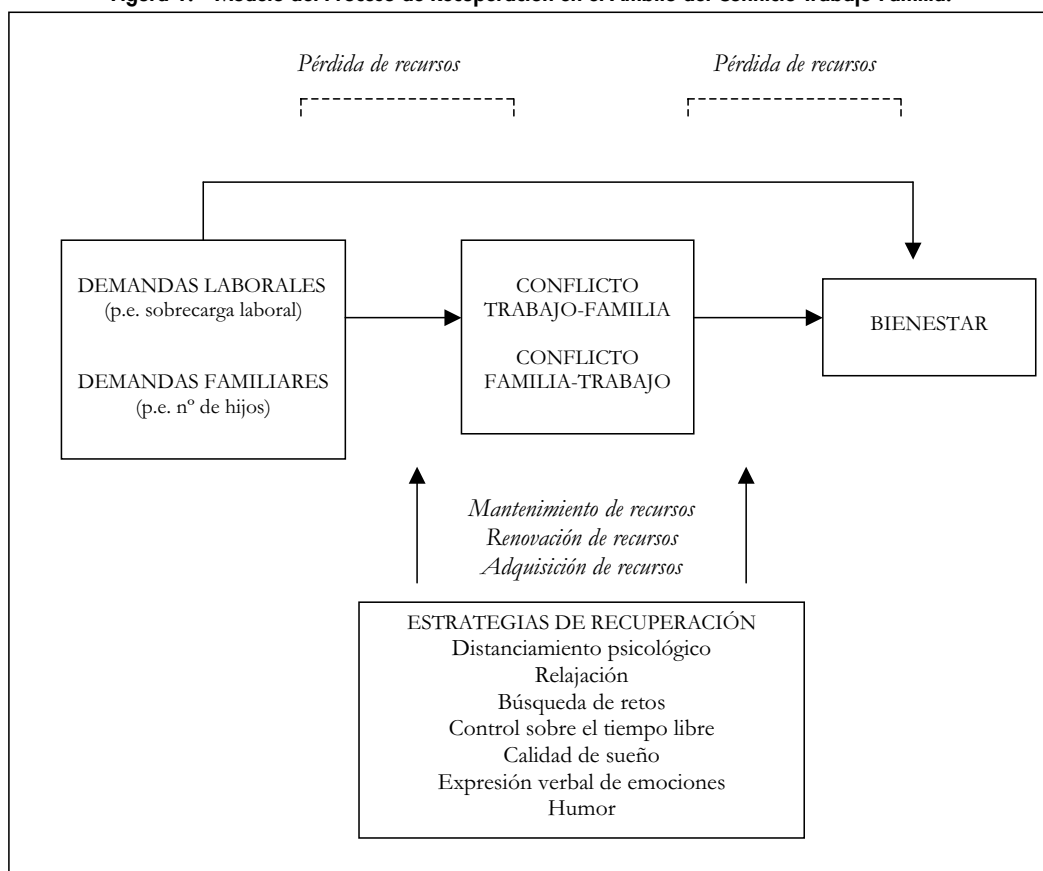 Figura 1. - Modelo del Proceso de Recuperación en el Ámbito del Conflicto Trabajo-Familia.
Pérdida de recursos
Pérdida de recursos
DEMANDAS LABORALES
(p.e. sobrecarga laboral)
DEMANDAS FAMILIARES
(p.e. nº de hijos)
CONFLICTO
TRABAJO-FAMILIA
CONFLICTO
FAMILIA-TRABAJO
BIENESTAR
Mantenimiento de recursos
Renovación de recursos
Adquisición de recursos
ESTRATEGIAS DE RECUPERACIÓN
Distanciamiento psicológico
Relajación
Búsqueda de retos
Control sobre el tiempo libre
Calidad de sueño
Expresión verbal de emociones
Humor